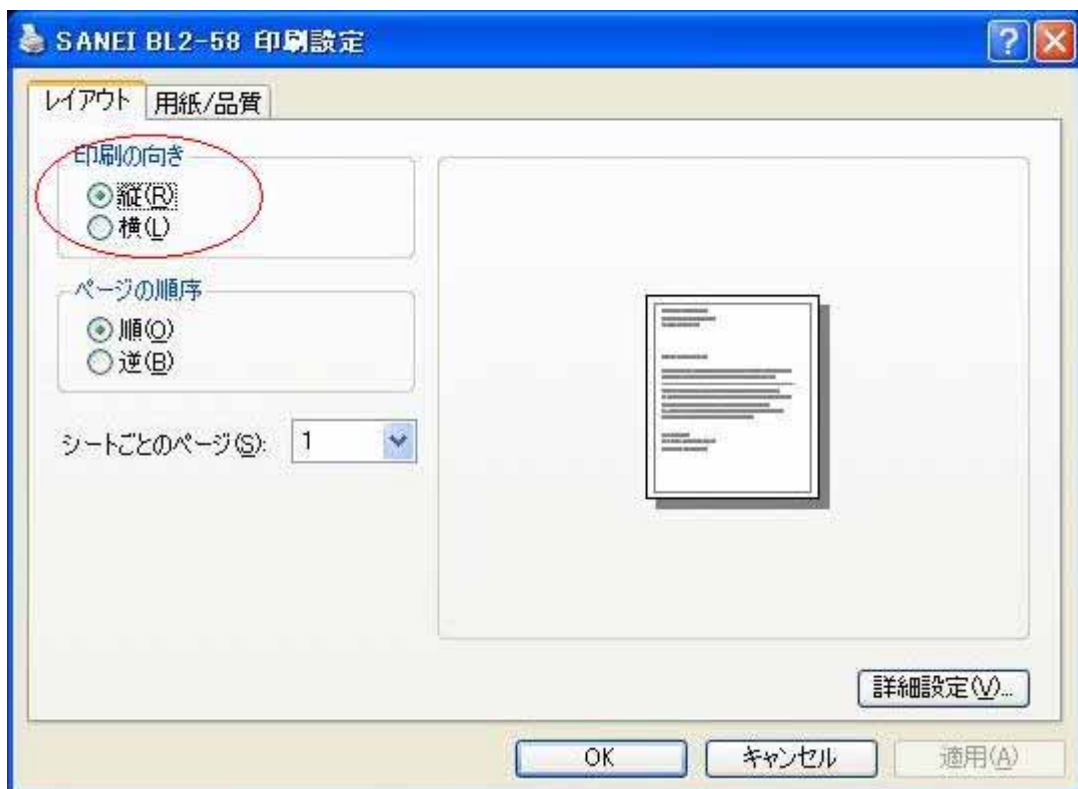 SANEI BL2-58 印刷設定
レイアウト 用紙/品質
印刷の向き
縦(R)
横(L)
ページの順序
順(O)
逆(B)
シートごとのページ(S): 1
詳細設定(V)...
OK キャンセル 適用(A)